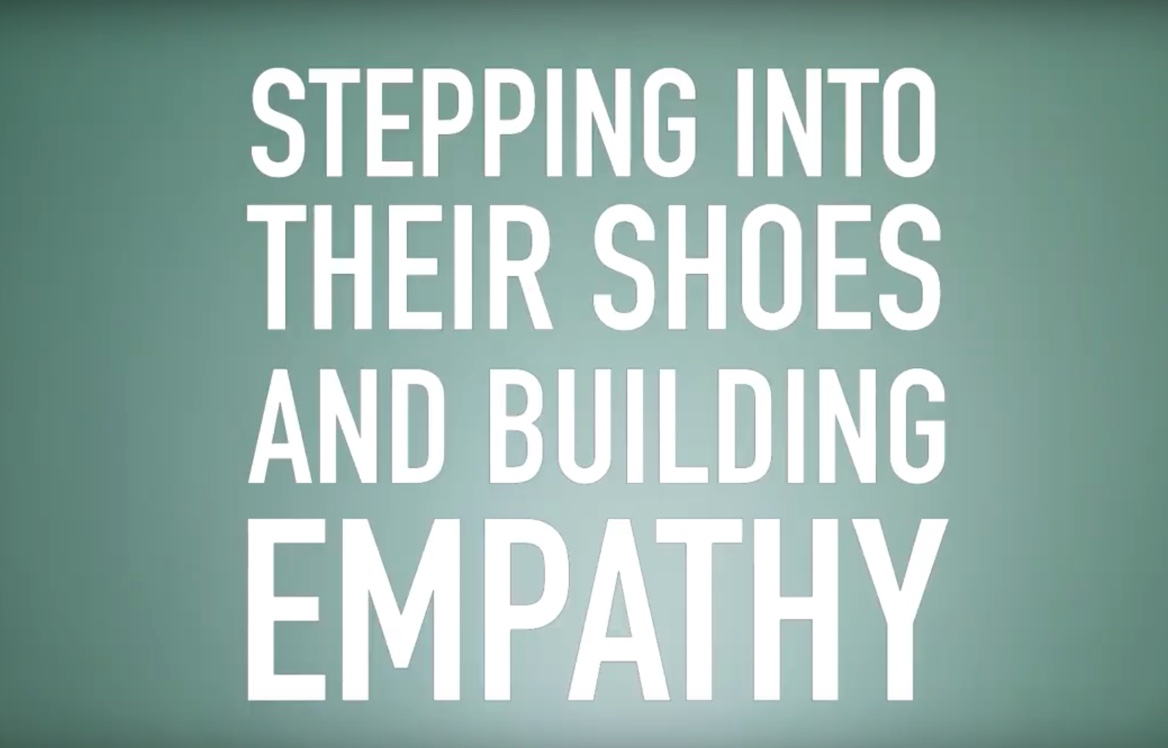 STEPPING INTO
THEIR SHOES
AND BUILDING
EMPATHY